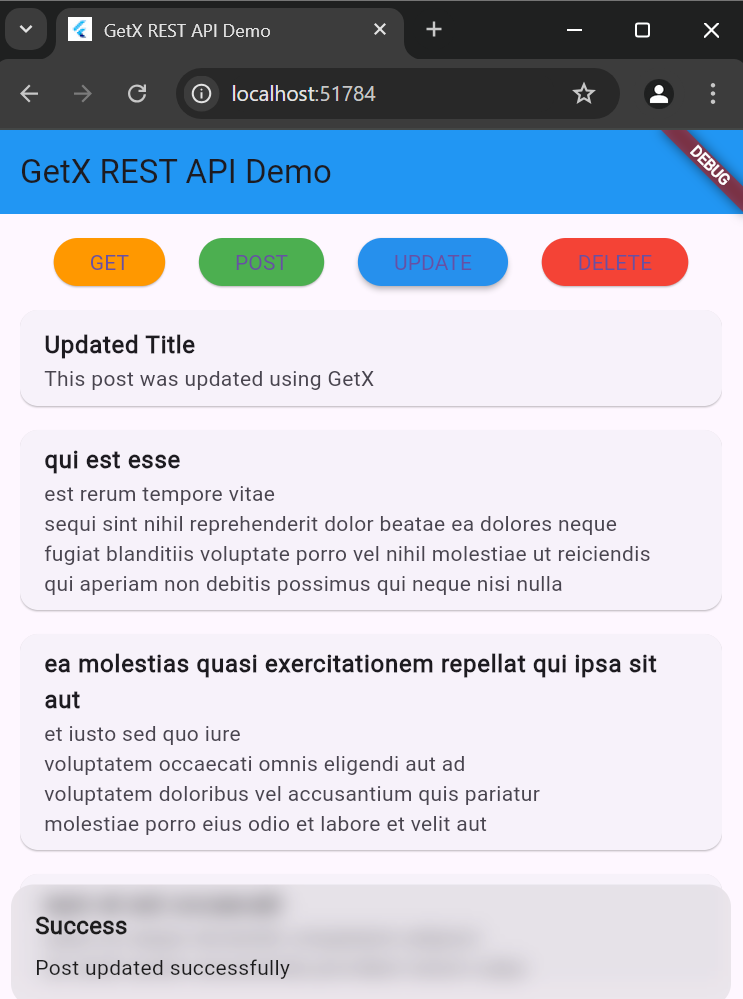 GetX REST API Demo
localhost:51784
GetX REST API Demo
DEBUG
GET POST UPDATE DELETE
Updated Title
This post was updated using GetX
qui est esse
est rerum tempore vitae
sequi sint nihil reprehenderit dolor beatae ea dolores neque
fugiat blanditiis voluptate porro vel nihil molestiae ut reiciendis
qui aperiam non debitis possimus qui neque nisi nulla
ea molestias quasi exercitationem repellat qui ipsa sit
aut
et iusto sed quo iure
voluptatem occaecati omnis eligendi aut ad
voluptatem doloribus vel accusantium quis pariatur
molestiae porro eius odio et labore et velit aut
Success
Post updated successfully